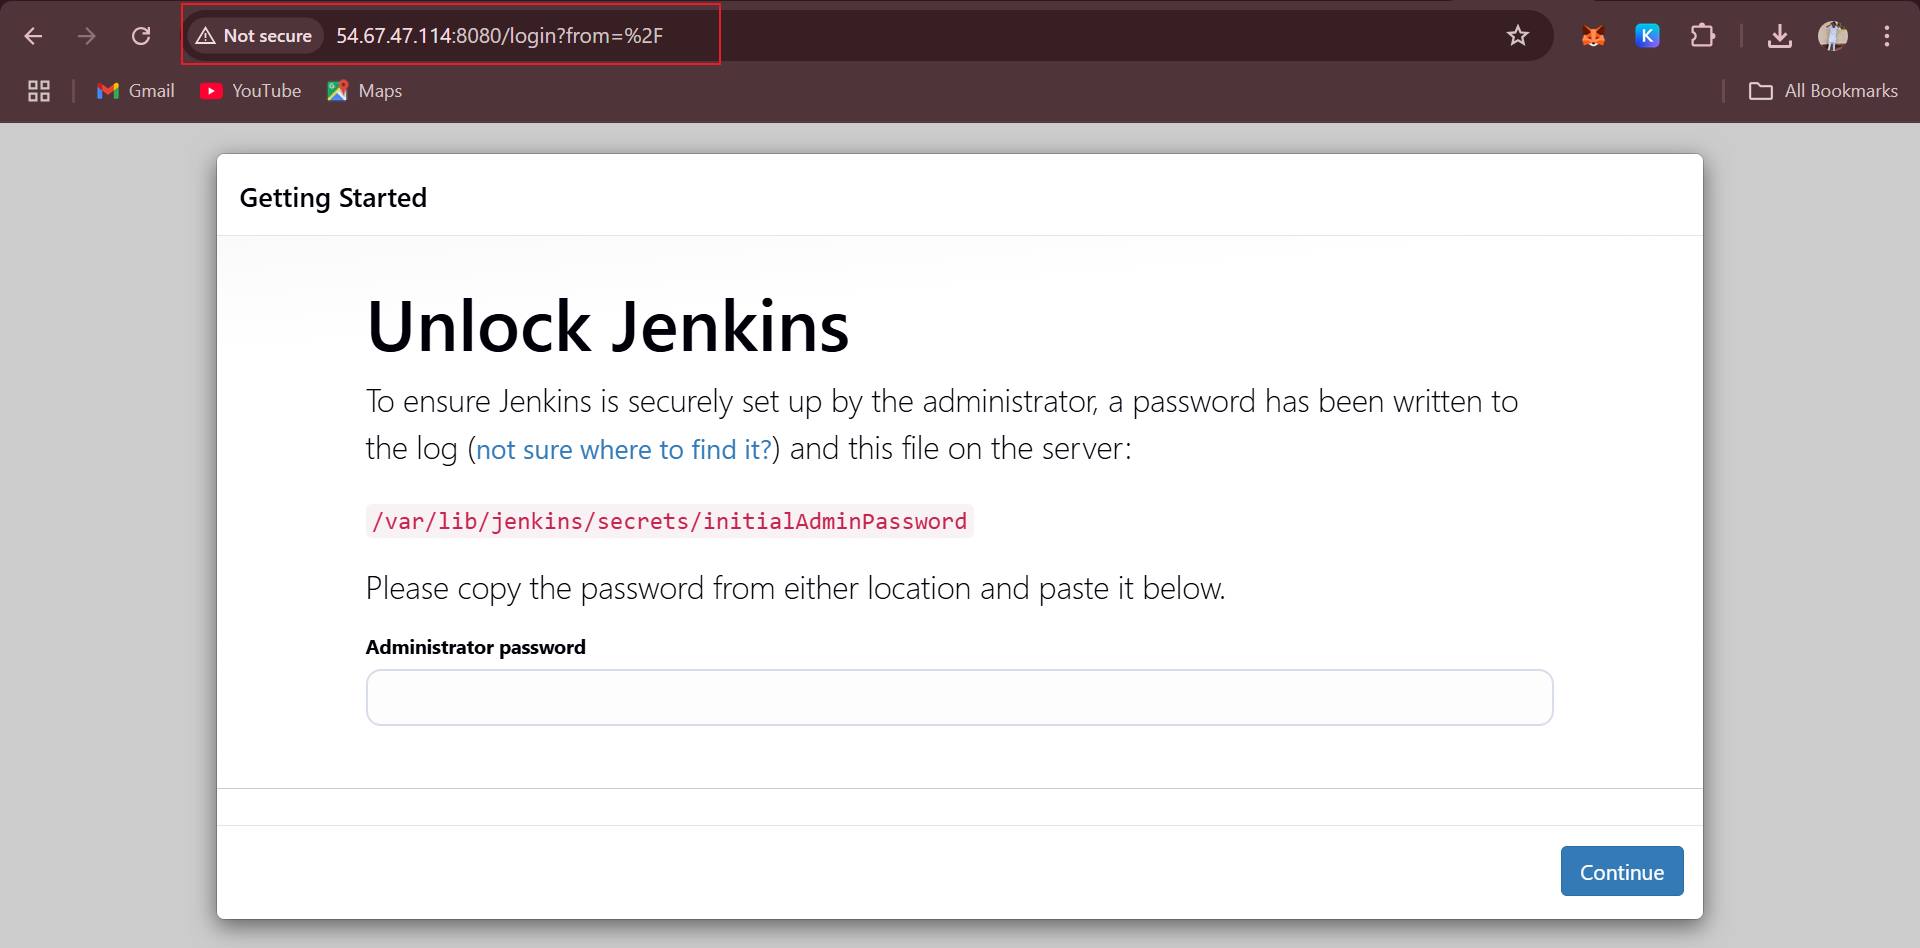 Not secure 54.67.47.114:8080/login?from=%2F
K
Gmail YouTube Maps All Bookmarks
Getting Started
Unlock Jenkins
To ensure Jenkins is securely set up by the administrator, a password has been written to
the log (not sure where to find it?) and this file on the server:
/var/lib/jenkins/secrets/initialAdminPassword
Please copy the password from either location and paste it below.
Administrator password
Continue